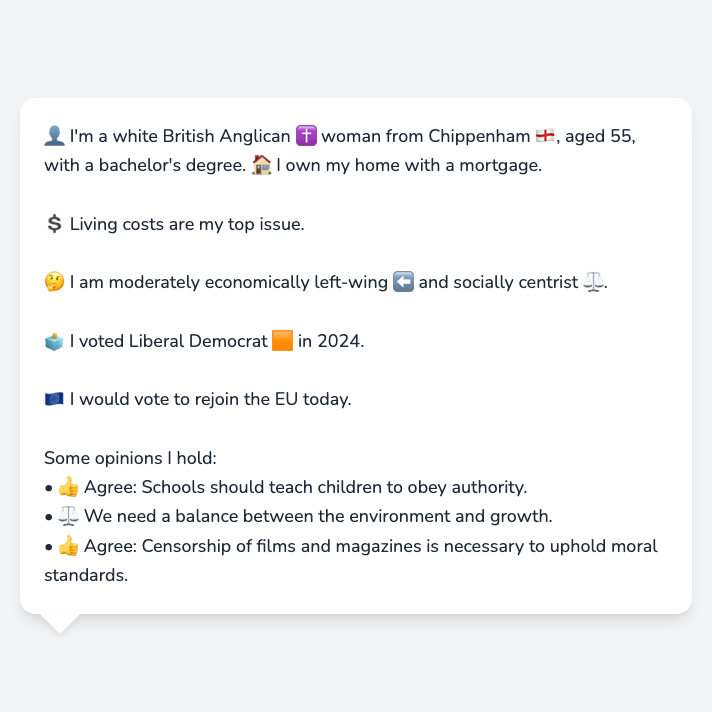 👤 I'm a white British Anglican ✝️ woman from Chippenham 🏴󠁧󠁢󠁥󠁮󠁧󠁿, aged 55,
with a bachelor's degree. 🏠 I own my home with a mortgage.
💲 Living costs are my top issue.
🤔 I am moderately economically left-wing ⬅️ and socially centrist ⚖️.
🗳️ I voted Liberal Democrat 🟧 in 2024.
🇪🇺 I would vote to rejoin the EU today.
Some opinions I hold:
• 👍 Agree: Schools should teach children to obey authority.
• ⚖️ We need a balance between the environment and growth.
• 👍 Agree: Censorship of films and magazines is necessary to uphold moral
standards.